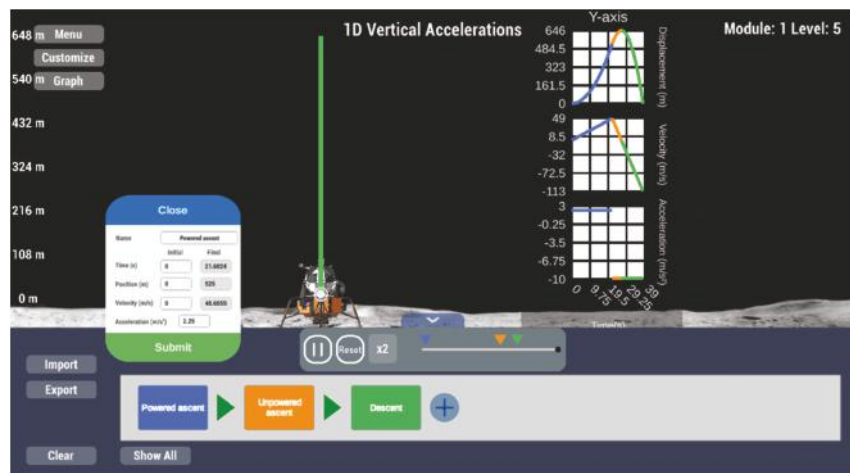 1D Vertical Accelerations
Module: 1 Level: 5
648 m
Menu
Customize
540 m
Graph
432 m
324 m
216 m
108 m
0 m
Y-axis
646
484.5
323
161.5
0
Displacement (m)
49
8.5
-32
-72.5
-113
Velocity (m/s)
3
-0.25
-3.5
-6.75
-10
Acceleration (m/s²)
0
9.75
19.5
29.25
39
Close
Name
Powered ascent
Initial
Final
Time (s)
0
21.6024
Position (m)
0
525
Velocity (m/s)
0
Acceleration (m/s²)
2.25
Submit
Reset
x2
Import
Export
Powered ascent
Unpowered
ascent
Descent
Clear
Show All